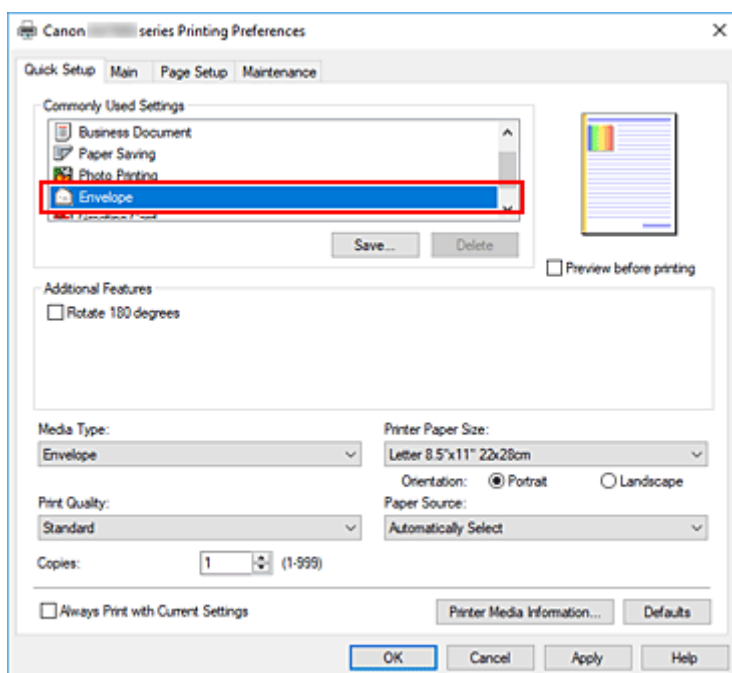 Canon series Printing Preferences
Quick Setup Main Page Setup Maintenance
Commonly Used Settings
Business Document
Paper Saving
Photo Printing
Envelope
Greeting Card
Save... Delete
Preview before printing
Additional Features
Rotate 180 degrees
Media Type: Printer Paper Size:
Envelope Letter 8.5"x11" 22x28cm
Orientation: Portrait Landscape
Print Quality: Paper Source:
Standard Automatically Select
Copies: 1 (1-999)
Always Print with Current Settings Printer Media Information... Defaults
OK Cancel Apply Help